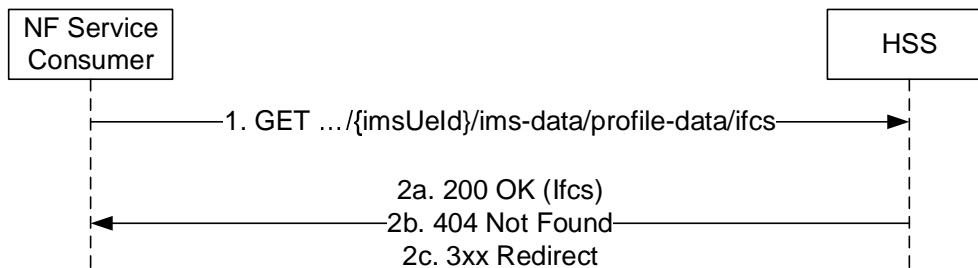 NF Service
Consumer
HSS
1. GET …/{imsUeId}/ims-data/profile-data/ifcs
2a. 200 OK (Ifcs)
2b. 404 Not Found
2c. 3xx Redirect